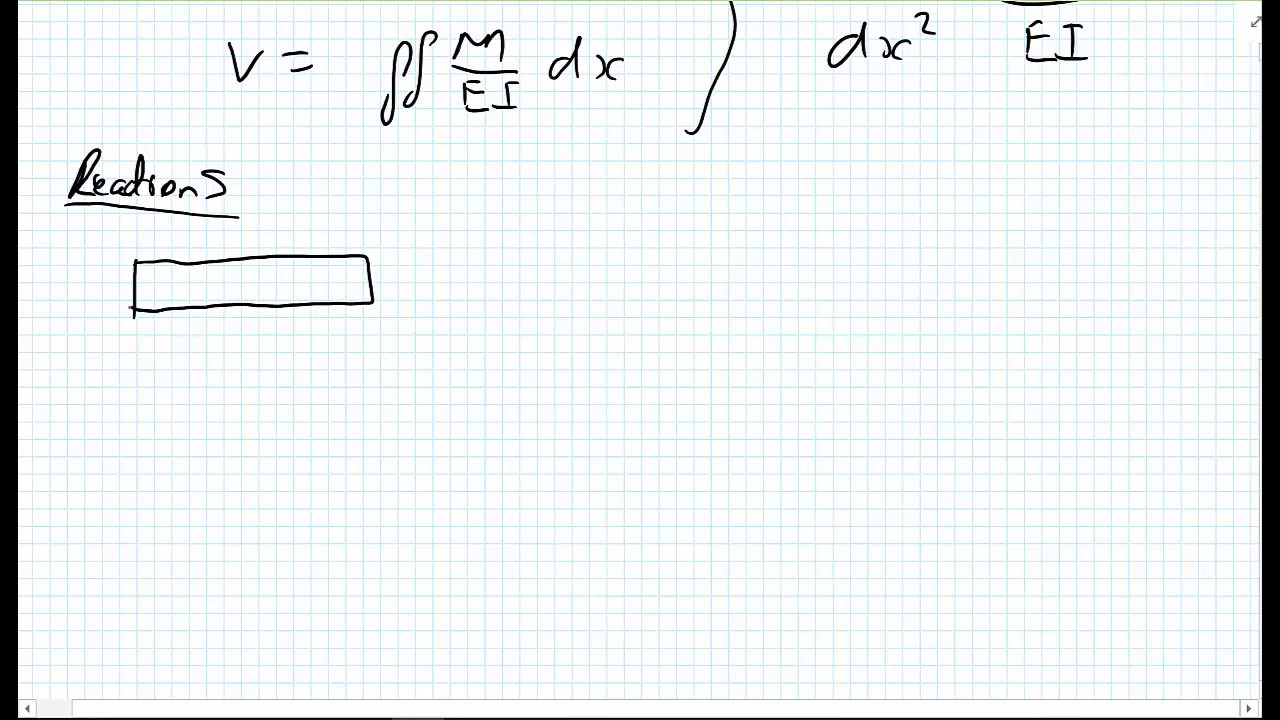 V = ∬ M/EI dx ) dx² EI
Reactions